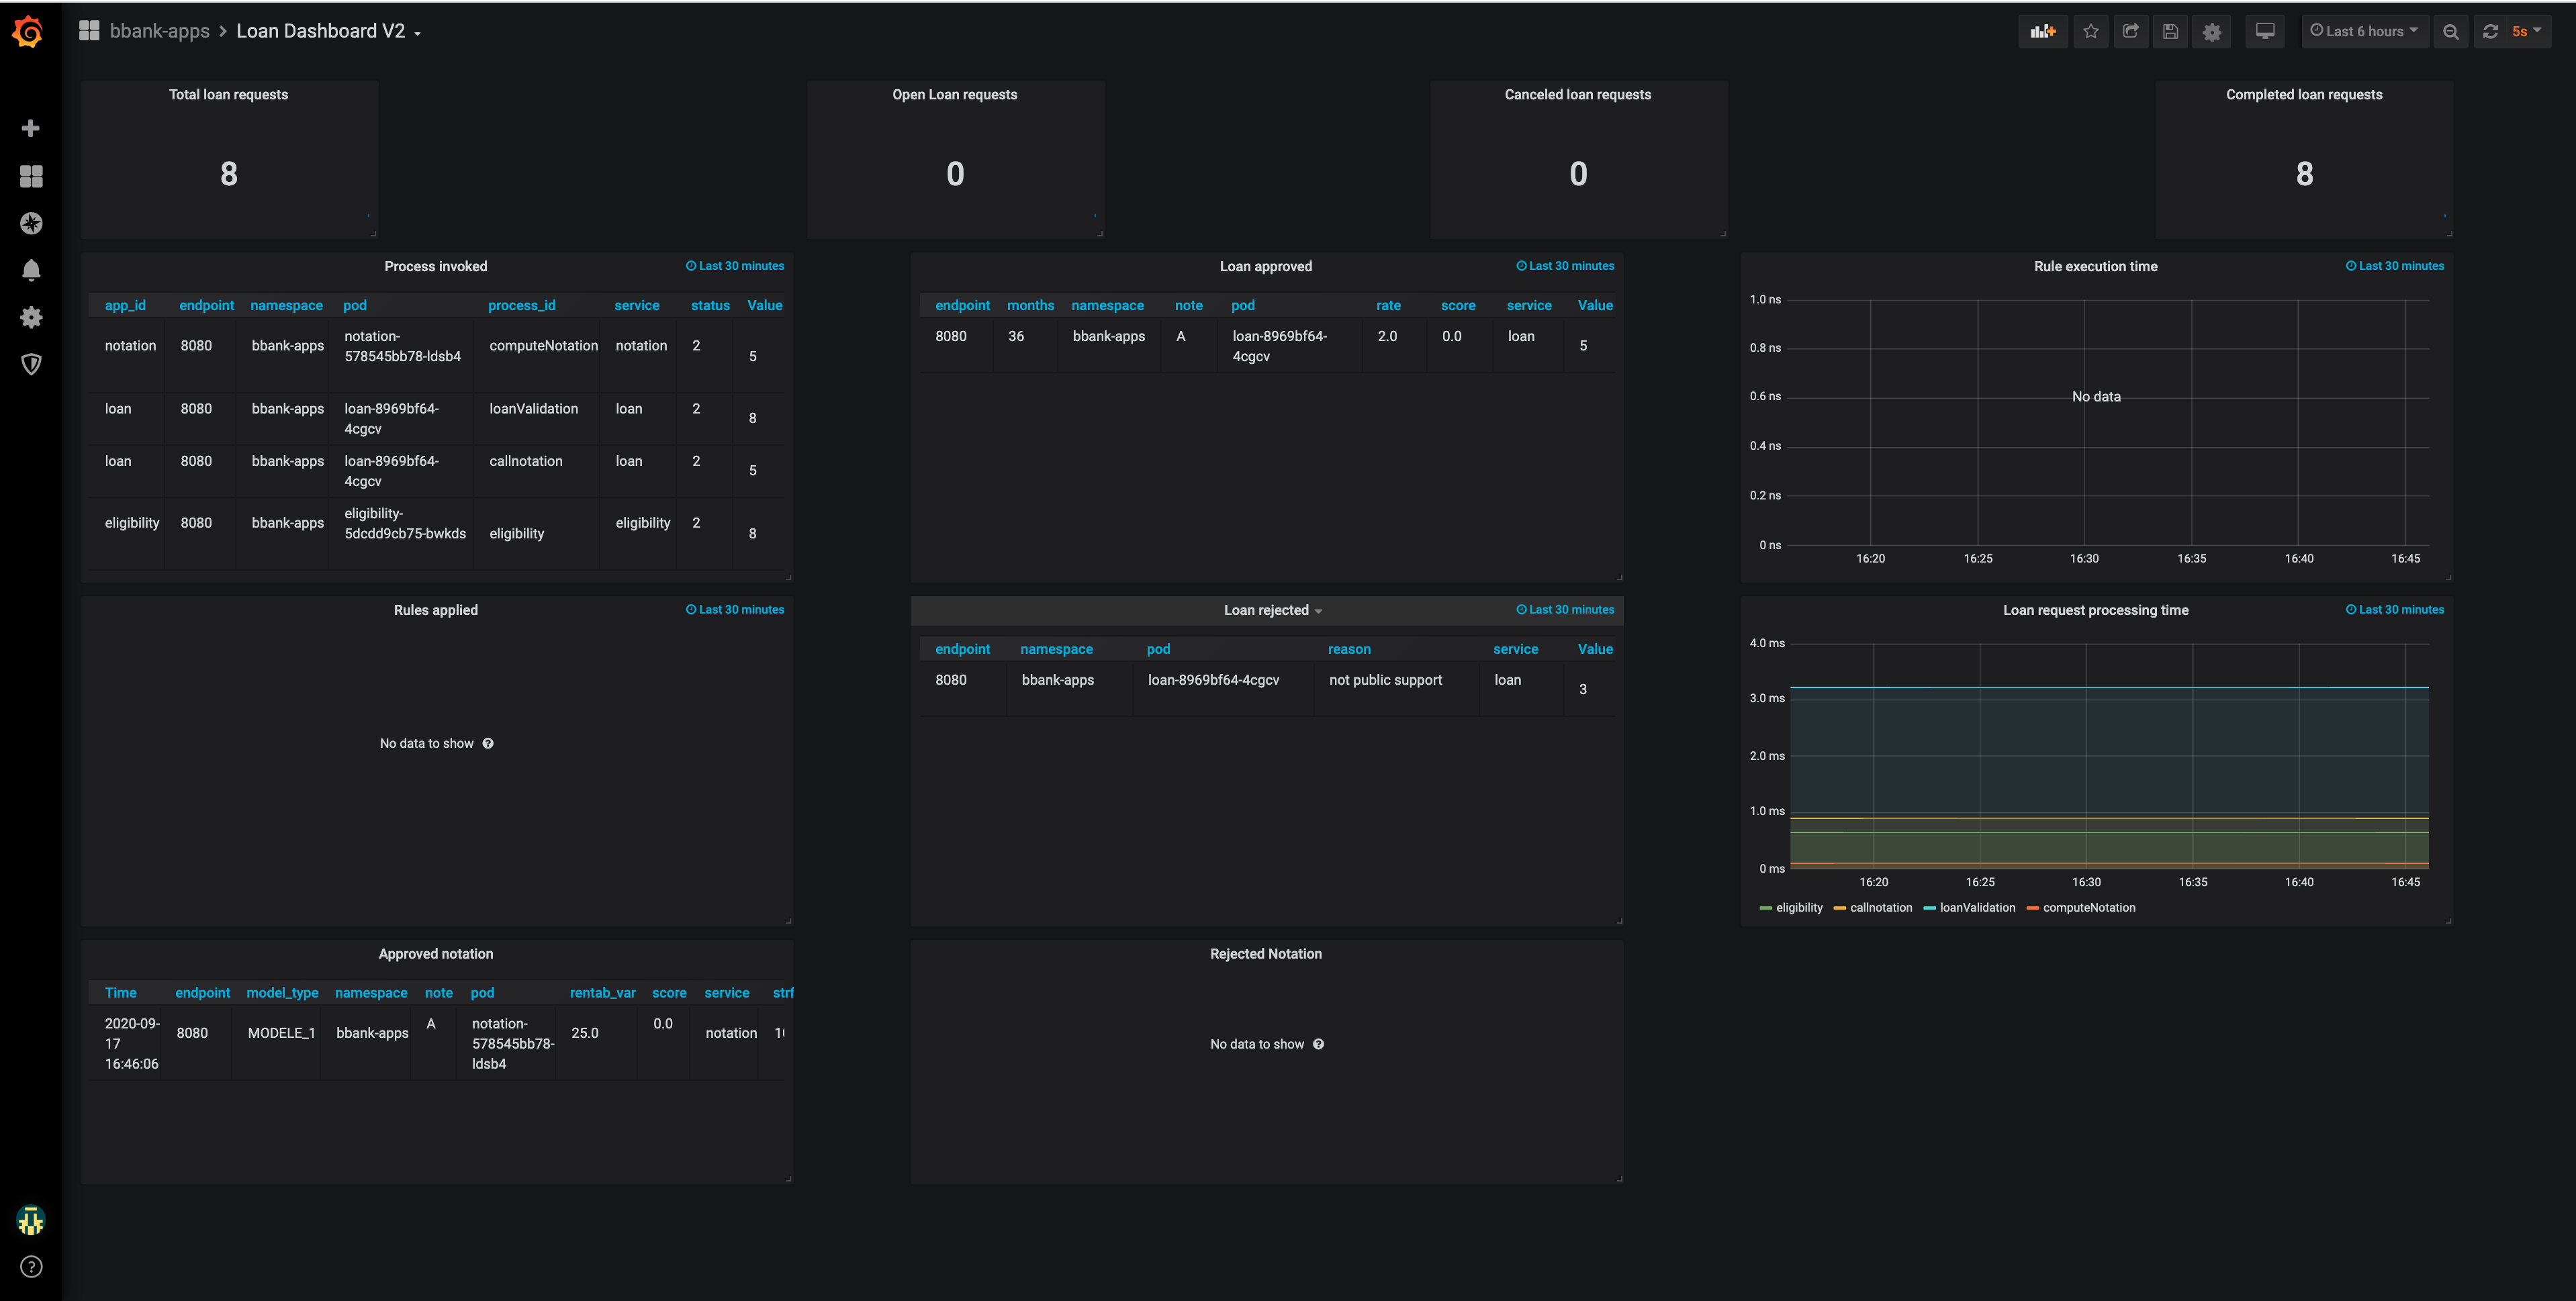 bbank-apps > Loan Dashboard V2
Last 6 hours
5s
Total loan requests
8
Open Loan requests
0
Canceled loan requests
0
Completed loan requests
8
Process invoked
Last 30 minutes
app_id endpoint namespace pod process_id service status Value
notation 8080 bbank-apps notation-578545bb78-ldsb4 computeNotation notation 2 5
loan 8080 bbank-apps loan-8969bf64-4cgcv loanValidation loan 2 8
loan 8080 bbank-apps loan-8969bf64-4cgcv callnotation loan 2 5
eligibility 8080 bbank-apps eligibility-5dcdd9cb75-bwkds eligibility eligibility 2 8
Loan approved
Last 30 minutes
endpoint months namespace note pod rate score service Value
8080 36 bbank-apps A loan-8969bf64-4cgcv 2.0 0.0 loan 5
Rule execution time
Last 30 minutes
1.0 ns
0.8 ns
0.6 ns
0.4 ns
0.2 ns
0 ns
No data
16:20 16:25 16:30 16:35 16:40 16:45
Rules applied
Last 30 minutes
No data to show
Loan rejected
Last 30 minutes
endpoint namespace pod reason service Value
8080 bbank-apps loan-8969bf64-4cgcv not public support loan 3
Loan request processing time
Last 30 minutes
4.0 ms
3.0 ms
2.0 ms
1.0 ms
0 ms
16:20 16:25 16:30 16:35 16:40 16:45
eligibility callnotation loanValidation computeNotation
Approved notation
Time endpoint model_type namespace note pod rentab_var score service
2020-09-17 16:46:06 8080 MODELE_1 bbank-apps A notation-578545bb78-ldsb4 25.0 0.0 notation
Rejected Notation
No data to show